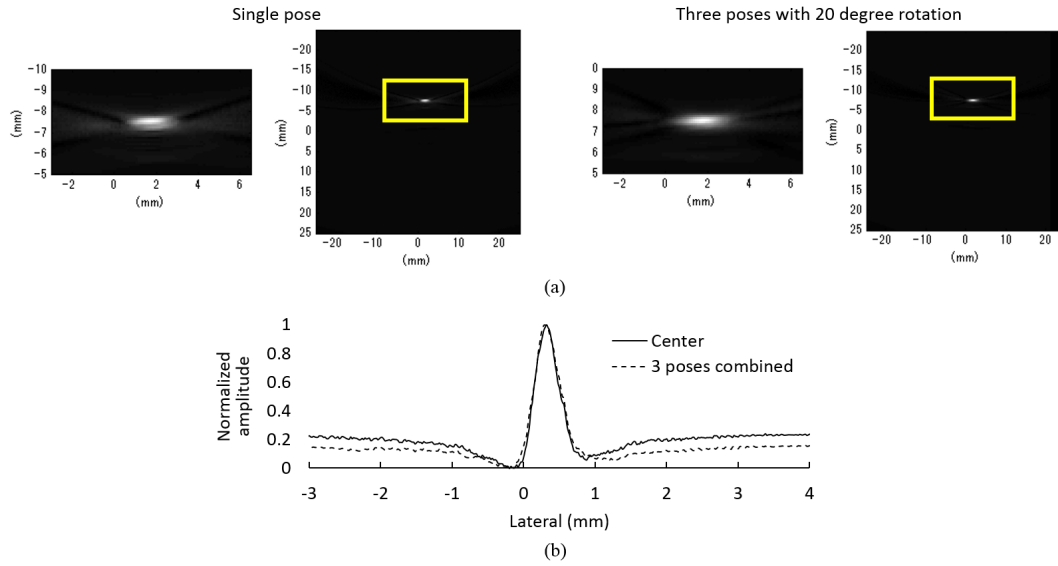 Single pose
Three poses with 20 degree rotation
-10
-9
-8
-7
-6
-5
(mm)
-2 0 2 4 6
(mm)
-20
-15
-10
-5
0
5
10
15
20
25
(mm)
-20 -10 0 10 20
(mm)
0
9
8
7
6
5
(mm)
-2 0 2 4 6
(mm)
-20
-15
-10
-5
0
5
10
15
20
25
(mm)
-20 -10 0 10 20
(mm)
(a)
Normalized
amplitude
1
0.8
0.6
0.4
0.2
0
Center
3 poses combined
-3 -2 -1 0 1 2 3 4
Lateral (mm)
(b)